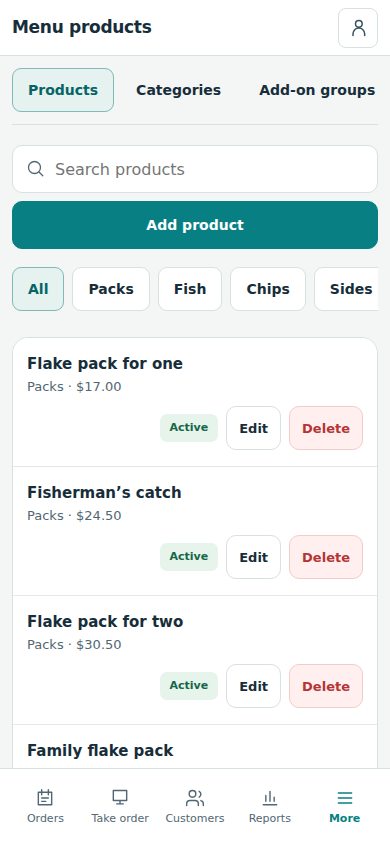 Menu products
Products Categories Add-on groups
Search products
Add product
All Packs Fish Chips Sides
Flake pack for one
Packs · $17.00
Active Edit Delete
Fisherman’s catch
Packs · $24.50
Active Edit Delete
Flake pack for two
Packs · $30.50
Active Edit Delete
Family flake pack
Orders Take order Customers Reports More